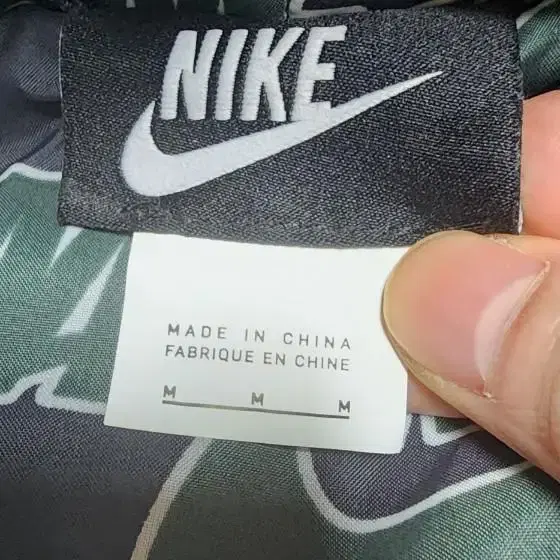 NIKE
MADE IN CHINA
FABRIQUE EN CHINE
M M M